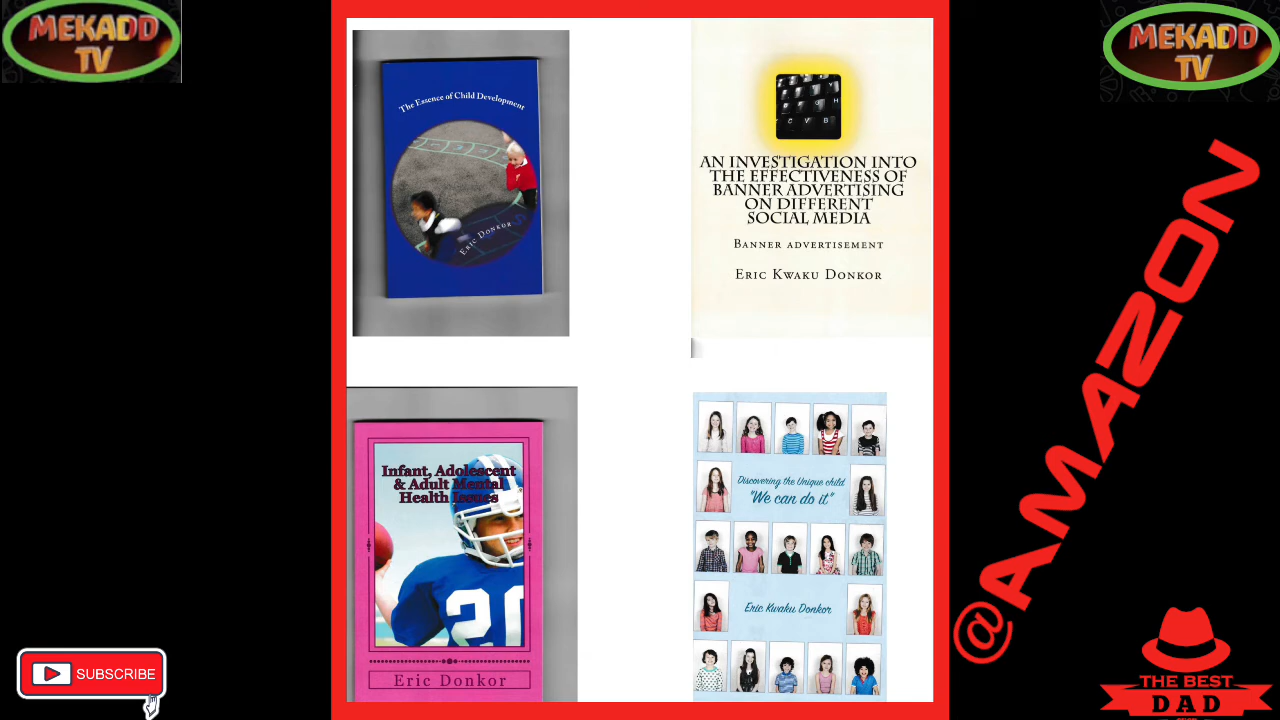 MEKADD
TV
MEKADD
TV
The Essence of Child Development
ERIC DONKOR
Y
G H
C V B
AN INVESTIGATION INTO
THE EFFECTIVENESS OF
BANNER ADVERTISING
ON DIFFERENT
SOCIAL MEDIA
BANNER ADVERTISEMENT
ERIC KWAKU DONKOR
Infant, Adolescent
& Adult Mental
Health Issues
20
Eric Donkor
Discovering the Unique child
"We can do it"
Eric Kwaku Donkor
@AMAZON
SUBSCRIBE
THE BEST
DAD